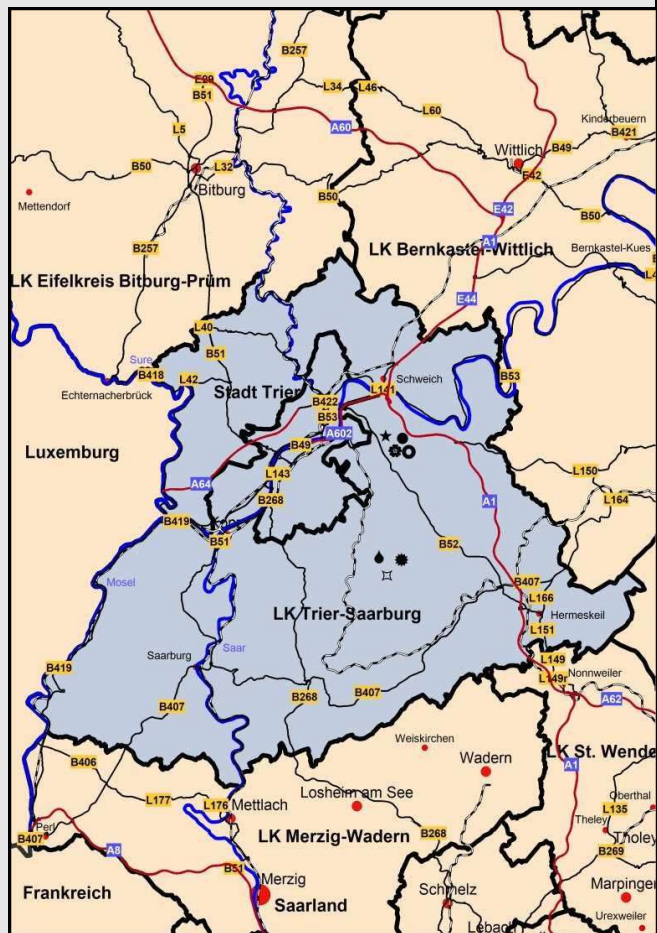 B257
E29
B51
L34
L46
L60
Kinderbeuern
B421
L5
A60
B49
Wittlich
B50
L32
E42
Bitburg
B50
Mettendorf
E42
B50
B257
A1
LK Bernkastel-Wittlich
Bernkastel-Kues
LK Eifelkreis Bitburg-Prüm
E44
L40
B51
Sure
B418
L42
Schweich
B53
Echternacherbrück
Stadt Trier
L141
B422
B53
Luxemburg
A602
B49
L143
L150
A64
B268
A1
L164
B419
B51
B52
Mosel
B407
L166
LK Trier-Saarburg
Hermeskeil
L151
Saarburg
Saar
B419
L149
Nonnweiler
L149r
B268
B407
A62
B407
Weiskirchen
B406
Wadern
LK St. Wende
A1
L177
L176
Mettlach
Losheim am See
Oberthal
L135
Perl
Theley
B407
LK Merzig-Wadern
B268
Tholey
A8
B269
B51
Merzig
Frankreich
Saarland
Schmelz
Marpingen
Lebach
Urexweiler